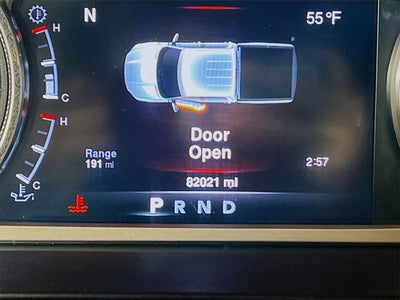 N 55 °F
H
C
H
Door
Open
Range
191 mi
2:57
C
82021 mi
P R N D